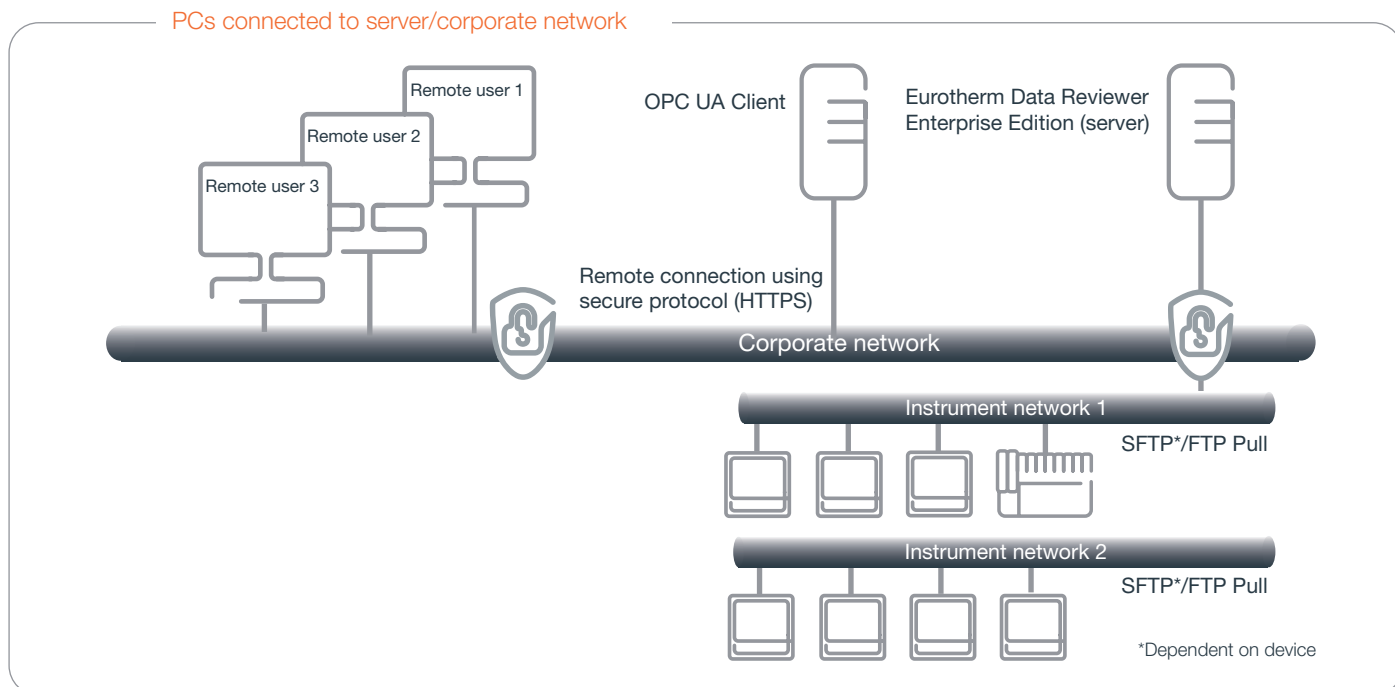 PCs connected to server/corporate network
Remote user 1
Remote user 2
Remote user 3
OPC UA Client
Eurotherm Data Reviewer
Enterprise Edition (server)
Remote connection using
secure protocol (HTTPS)
Corporate network
Instrument network 1
SFTP*/FTP Pull
Instrument network 2
SFTP*/FTP Pull
*Dependent on device